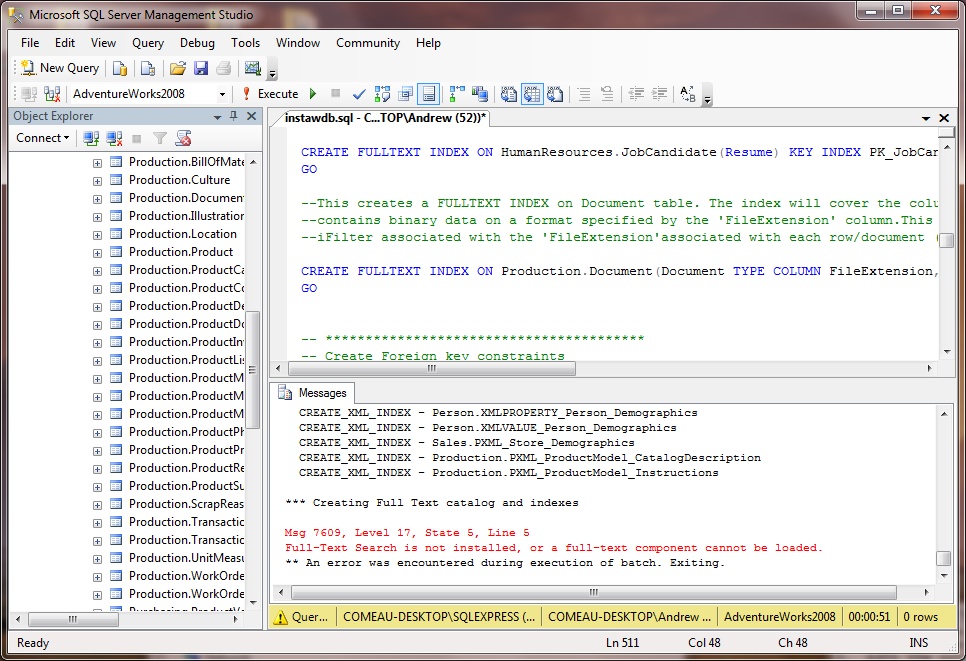 Microsoft SQL Server Management Studio
File Edit View Query Debug Tools Window Community Help
New Query
AdventureWorks2008 Execute
Object Explorer
Connect
Production.BillOfMate
Production.Culture
Production.Document
Production.Illustration
Production.Location
Production.Product
Production.ProductCa
Production.ProductCo
Production.ProductDe
Production.ProductDo
Production.ProductIn
Production.ProductLis
Production.ProductM
Production.ProductM
Production.ProductM
Production.ProductPh
Production.ProductPr
Production.ProductRe
Production.ProductSu
Production.ScrapReas
Production.Transactic
Production.Transactic
Production.UnitMeasu
Production.WorkOrde
Production.WorkOrde
instawdb.sql - C...TOP\Andrew (52))*
CREATE FULLTEXT INDEX ON HumanResources.JobCandidate(Resume) KEY INDEX PK_JobCan
GO
--This creates a FULLTEXT INDEX on Document table. The index will cover the colu
--contains binary data on a format specified by the 'FileExtension' column.This
--iFilter associated with the 'FileExtension'associated with each row/document (
CREATE FULLTEXT INDEX ON Production.Document(Document TYPE COLUMN FileExtension,
GO
-- ****************************************
-- Create Foreign key constraints
Messages
CREATE_XML_INDEX - Person.XMLPROPERTY_Person_Demographics
CREATE_XML_INDEX - Person.XMLVALUE_Person_Demographics
CREATE_XML_INDEX - Sales.PXML_Store_Demographics
CREATE_XML_INDEX - Production.PXML_ProductModel_CatalogDescription
CREATE_XML_INDEX - Production.PXML_ProductModel_Instructions
*** Creating Full Text catalog and indexes
Msg 7609, Level 17, State 5, Line 5
Full-Text Search is not installed, or a full-text component cannot be loaded.
** An error was encountered during execution of batch. Exiting.
Quer... COMEAU-DESKTOP\SQLEXPRESS (... COMEAU-DESKTOP\Andrew ... AdventureWorks2008 00:00:51 0 rows
Ready Ln 511 Col 48 Ch 48 INS